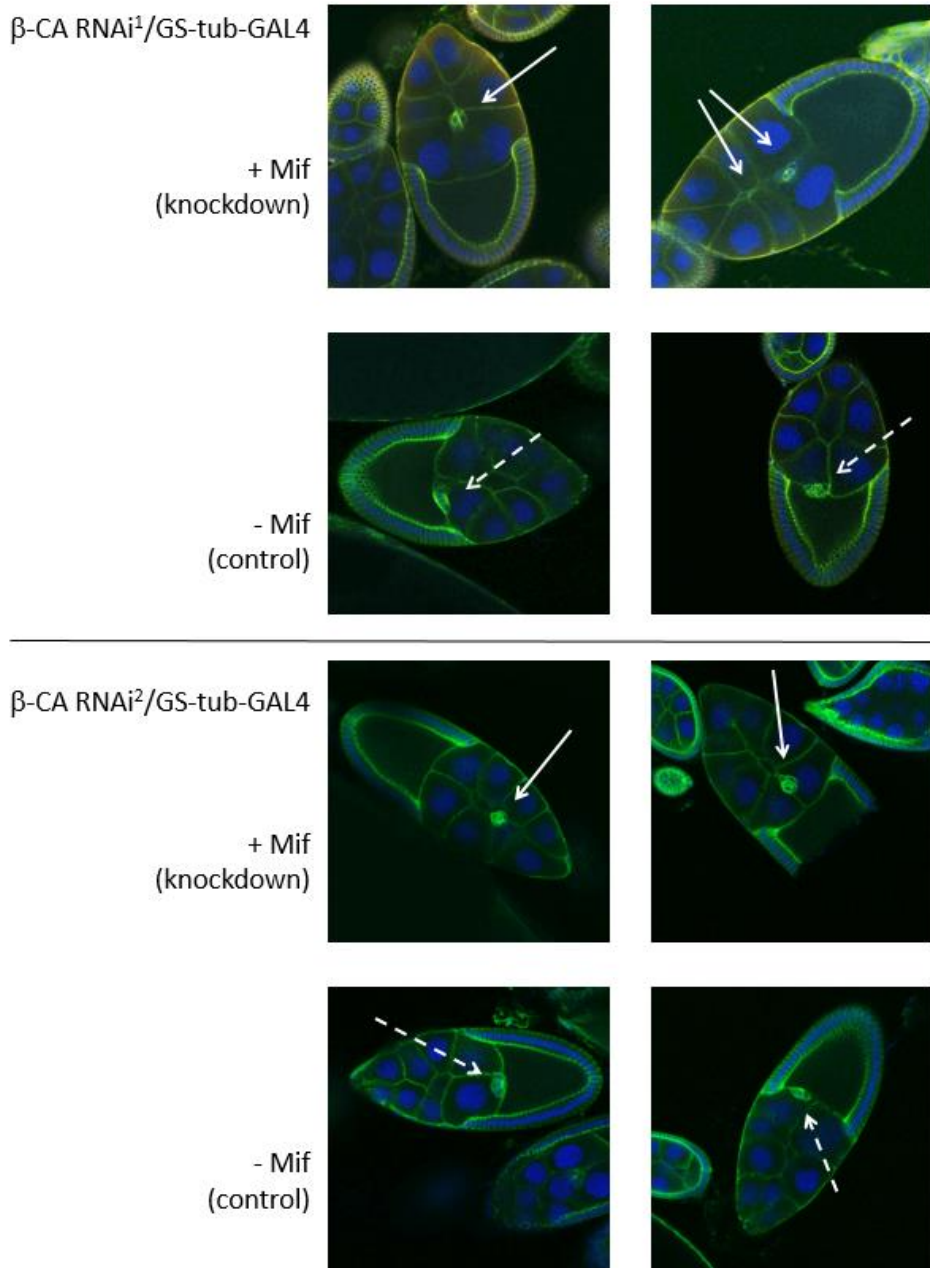 β-CA RNAi¹/GS-tub-GAL4
+ Mif
(knockdown)
- Mif
(control)
β-CA RNAi²/GS-tub-GAL4
+ Mif
(knockdown)
- Mif
(control)